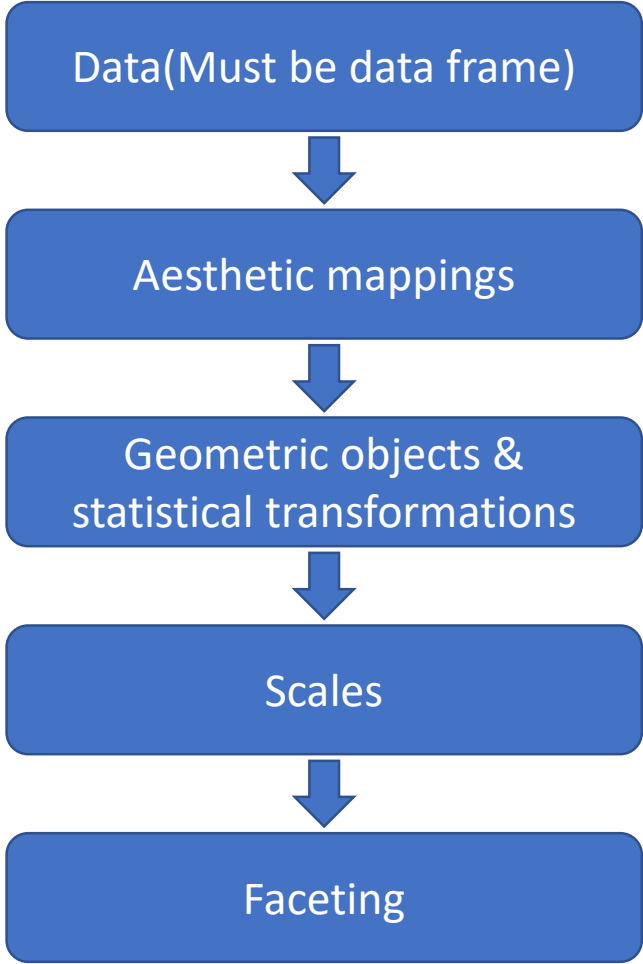 Data(Must be data frame)
Aesthetic mappings
Geometric objects &
statistical transformations
Scales
Faceting